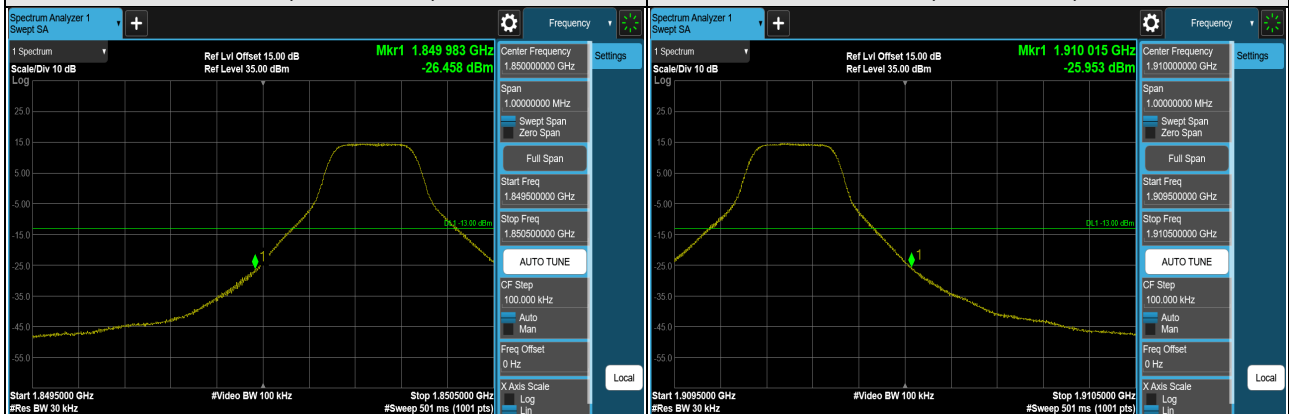 Spectrum Analyzer 1
Swept SA
+
Frequency
1 Spectrum
Scale/Div 10 dB
Ref Lvl Offset 15.00 dB
Ref Level 35.00 dBm
Mkr1 1.849 983 GHz
-26.458 dBm
Log
25.0
15.0
5.00
-5.00
-15.0
-25.0
-35.0
-45.0
-55.0
DL1 -13.00 dBm
1
Start 1.8495000 GHz
#Res BW 30 kHz
#Video BW 100 kHz
Stop 1.8505000 GHz
#Sweep 501 ms (1001 pts)
Center Frequency
1.850000000 GHz
Span
1.00000000 MHz
Swept Span
Zero Span
Full Span
Start Freq
1.849500000 GHz
Stop Freq
1.850500000 GHz
AUTO TUNE
CF Step
100.000 kHz
Auto
Man
Freq Offset
0 Hz
X Axis Scale
Log
Lin
Settings
Local
Spectrum Analyzer 1
Swept SA
+
Frequency
1 Spectrum
Scale/Div 10 dB
Ref Lvl Offset 15.00 dB
Ref Level 35.00 dBm
Mkr1 1.910 015 GHz
-25.953 dBm
Log
25.0
15.0
5.00
-5.00
-15.0
-25.0
-35.0
-45.0
-55.0
DL1 -13.00 dBm
1
Start 1.9095000 GHz
#Res BW 30 kHz
#Video BW 100 kHz
Stop 1.9105000 GHz
#Sweep 501 ms (1001 pts)
Center Frequency
1.910000000 GHz
Span
1.00000000 MHz
Swept Span
Zero Span
Full Span
Start Freq
1.909500000 GHz
Stop Freq
1.910500000 GHz
AUTO TUNE
CF Step
100.000 kHz
Auto
Man
Freq Offset
0 Hz
X Axis Scale
Log
Lin
Settings
Local